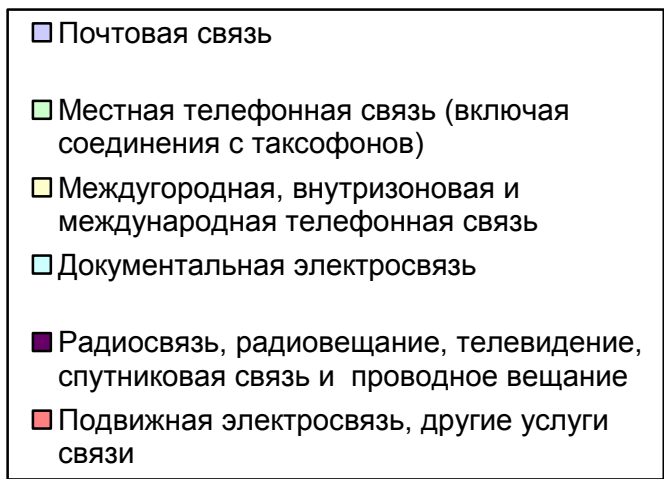 Почтовая связь
Местная телефонная связь (включая
соединения с таксофонов)
Междугородная, внутризоновая и
международная телефонная связь
Документальная электросвязь
Радиосвязь, радиовещание, телевидение,
спутниковая связь и проводное вещание
Подвижная электросвязь, другие услуги
связи